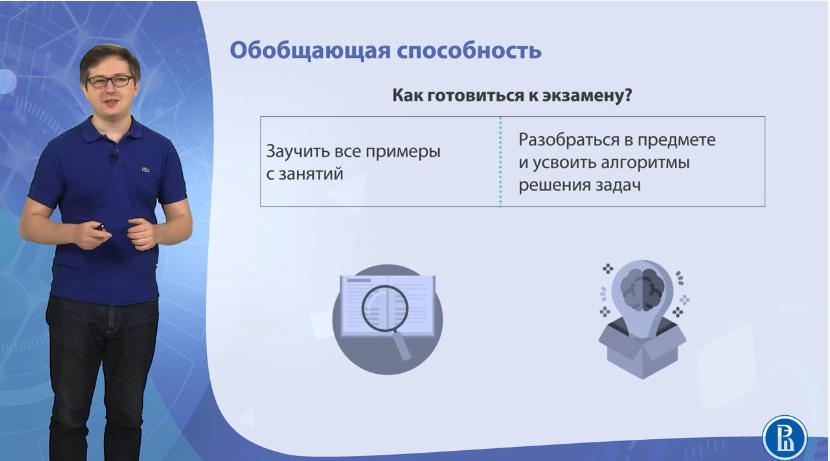 Обобщающая способность
Как готовиться к экзамену?
Заучить все примеры
с занятий
Разобраться в предмете
и усвоить алгоритмы
решения задач